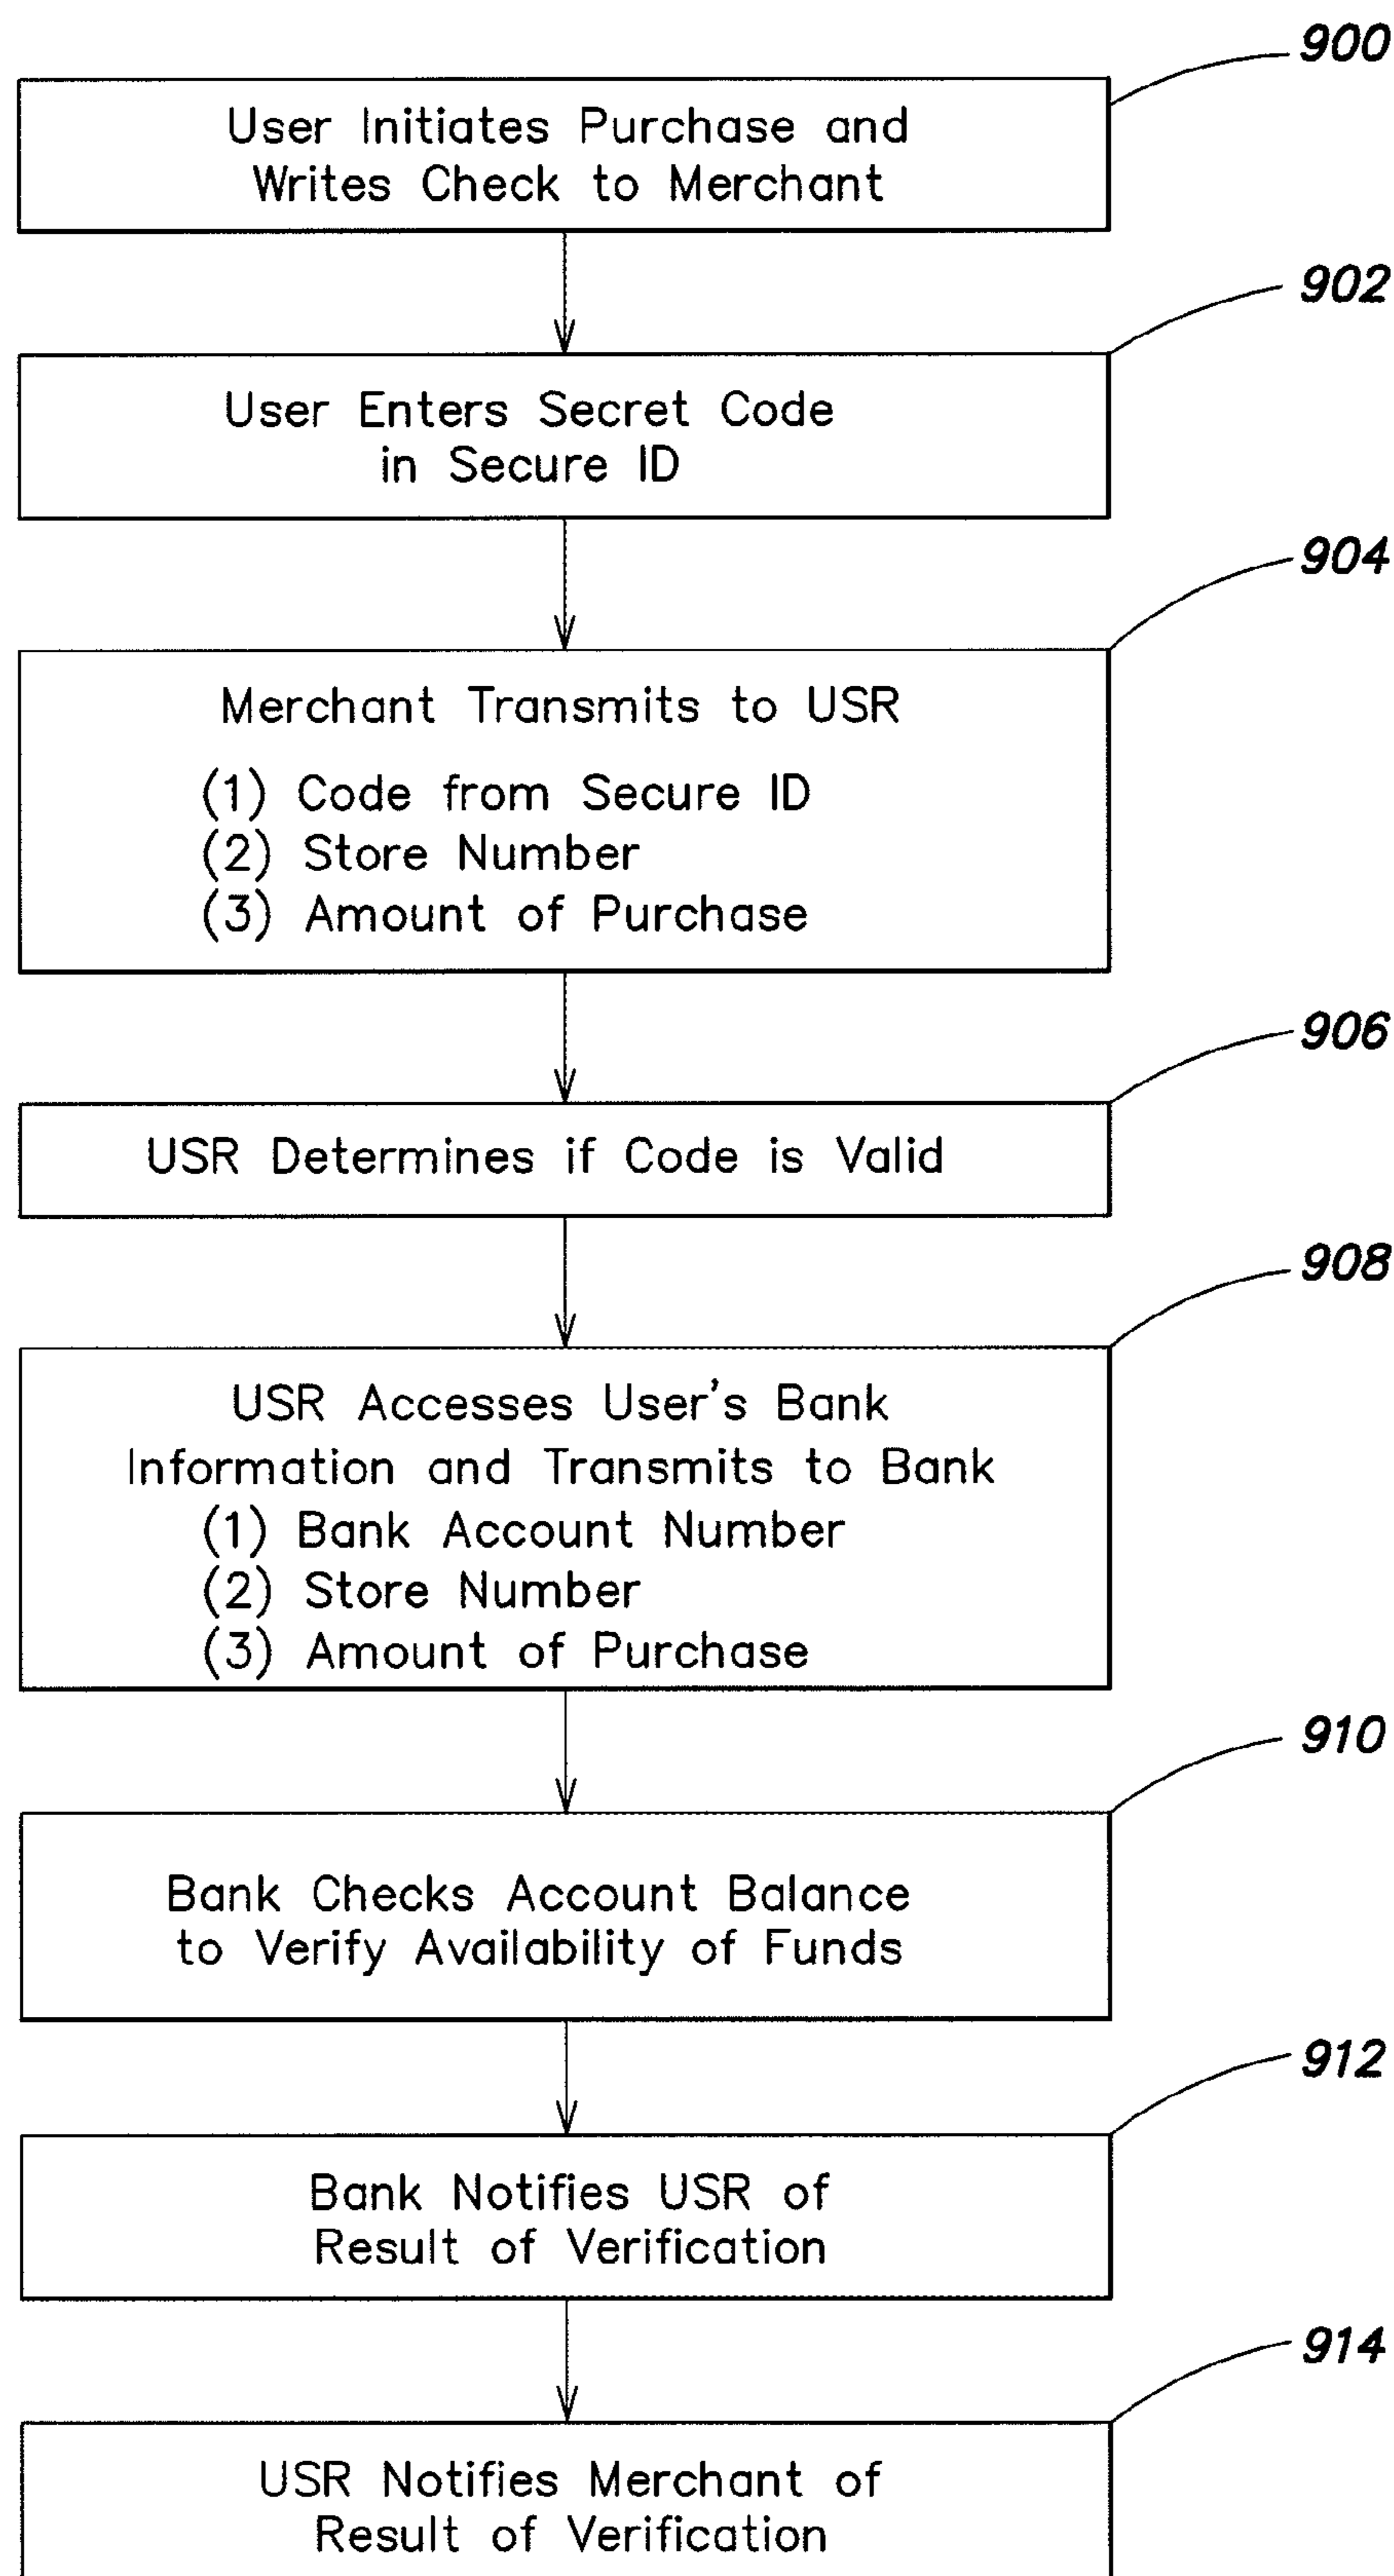 900
User Initiates Purchase and
Writes Check to Merchant
902
User Enters Secret Code
in Secure ID
904
Merchant Transmits to USR
(1) Code from Secure ID
(2) Store Number
(3) Amount of Purchase
906
USR Determines if Code is Valid
908
USR Accesses User's Bank
Information and Transmits to Bank
(1) Bank Account Number
(2) Store Number
(3) Amount of Purchase
910
Bank Checks Account Balance
to Verify Availability of Funds
912
Bank Notifies USR of
Result of Verification
914
USR Notifies Merchant of
Result of Verification